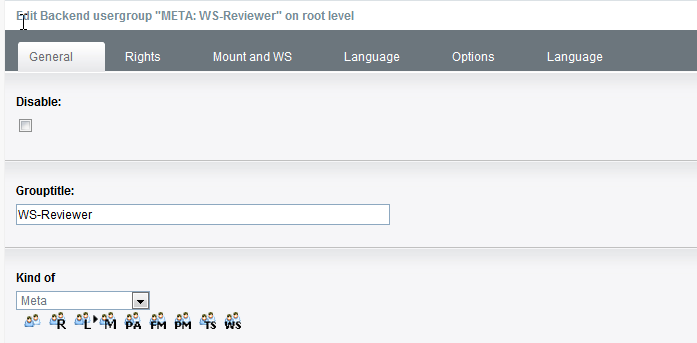 Edit Backend usergroup "META: WS-Reviewer" on root level
General Rights Mount and WS Language Options Language
Disable:
Grouptitle:
WS-Reviewer
Kind of
Meta
R L M PA FM PM TS WS